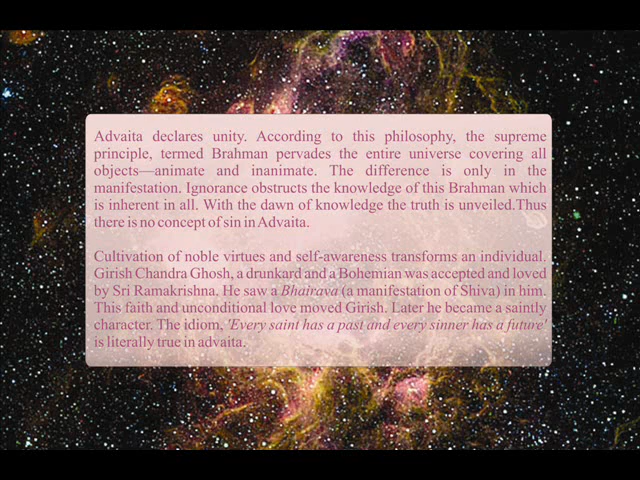 Advaita declares unity. According to this philosophy, the supreme
principle, termed Brahman pervades the entire universe covering all
objects—animate and inanimate. The difference is only in the
manifestation. Ignorance obstructs the knowledge of this Brahman which
is inherent in all. With the dawn of knowledge the truth is unveiled.Thus
there is no concept of sin in Advaita.
Cultivation of noble virtues and self-awareness transforms an individual.
Girish Chandra Ghosh, a drunkard and a Bohemian was accepted and loved
by Sri Ramakrishna. He saw a Bhairava (a manifestation of Shiva) in him.
This faith and unconditional love moved Girish. Later he became a saintly
character. The idiom, 'Every saint has a past and every sinner has a future'
is literally true in advaita.